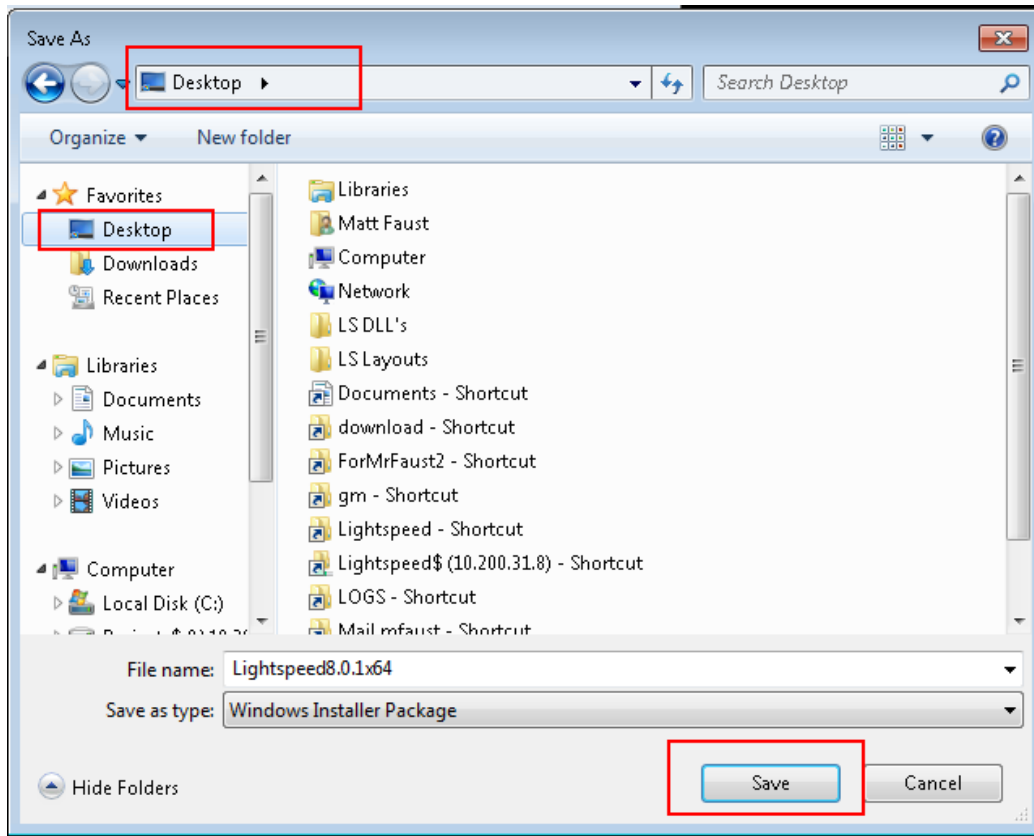 Save As
Desktop
Search Desktop
Organize New folder
Favorites
Desktop
Downloads
Recent Places
Libraries
Documents
Music
Pictures
Videos
Computer
Local Disk (C:)
Libraries
Matt Faust
Computer
Network
LS DLL's
LS Layouts
Documents - Shortcut
download - Shortcut
ForMrFaust2 - Shortcut
gm - Shortcut
Lightspeed - Shortcut
Lightspeed$ (10.200.31.8) - Shortcut
LOGS - Shortcut
Mail mfaust - Shortcut
File name: Lightspeed8.0.1x64
Save as type: Windows Installer Package
Hide Folders
Save Cancel